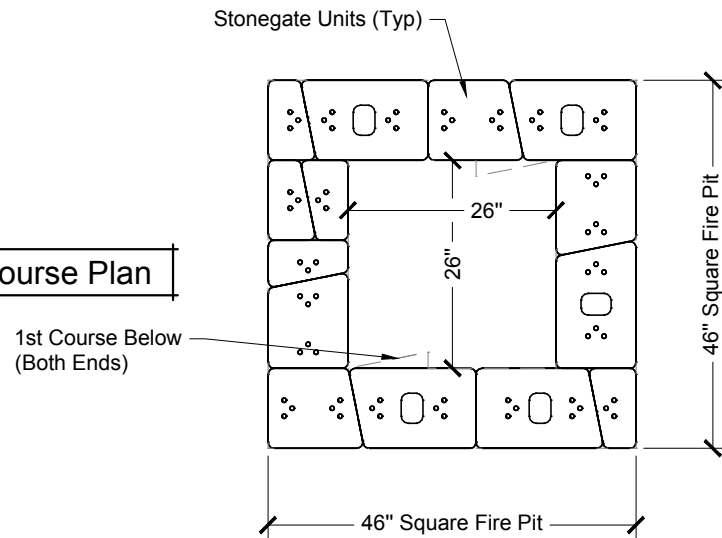 Stonegate Units (Typ)
26"
26"
46" Square Fire Pit
ourse Plan
1st Course Below
(Both Ends)
46" Square Fire Pit